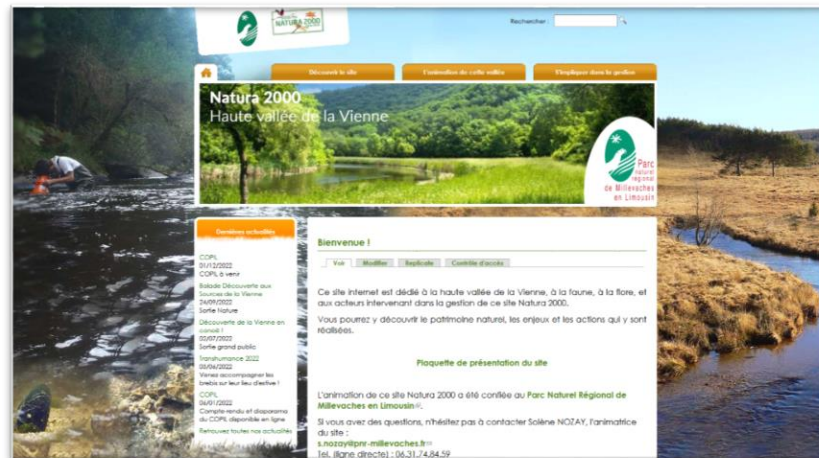 NATURA 2000
Rechercher :
Découvrir le site
L'animation de cette vallée
S'impliquer dans la gestion
Natura 2000
Haute vallée de la Vienne
Parc
naturel
régional
de Millevaches
en Limousin
Dernières actualités
COPIL
01/12/2022
COPIL à venir
Balade Découverte aux
Sources de la Vienne
24/09/2022
Sortie Nature
Découverte de la Vienne en
canoë !
02/07/2022
Sortie grand public
Transhumance 2022
05/06/2022
Venez accompagner les
brebis sur leur lieu d'estive !
COPIL
06/01/2022
Compte-rendu et diaporama
du COPIL disponible en ligne
Retrouvez toutes nos actualités
Bienvenue !
Voir
Modifier
Replicate
Contrôle d'accès
Ce site internet est dédié à la haute vallée de la Vienne, à la faune, à la flore, et
aux acteurs intervenant dans la gestion de ce site Natura 2000.
Vous pourrez y découvrir le patrimoine naturel, les enjeux et les actions qui y sont
réalisées.
Plaquette de présentation du site
L'animation de ce site Natura 2000 a été confiée au Parc Naturel Régional de
Millevaches en Limousin.
Si vous avez des questions, n'hésitez pas à contacter Solène NOZAY, l'animatrice
du site :
s.nozay@pnr-millevaches.fr
Tel. (ligne directe) : 06.31.74.84.59